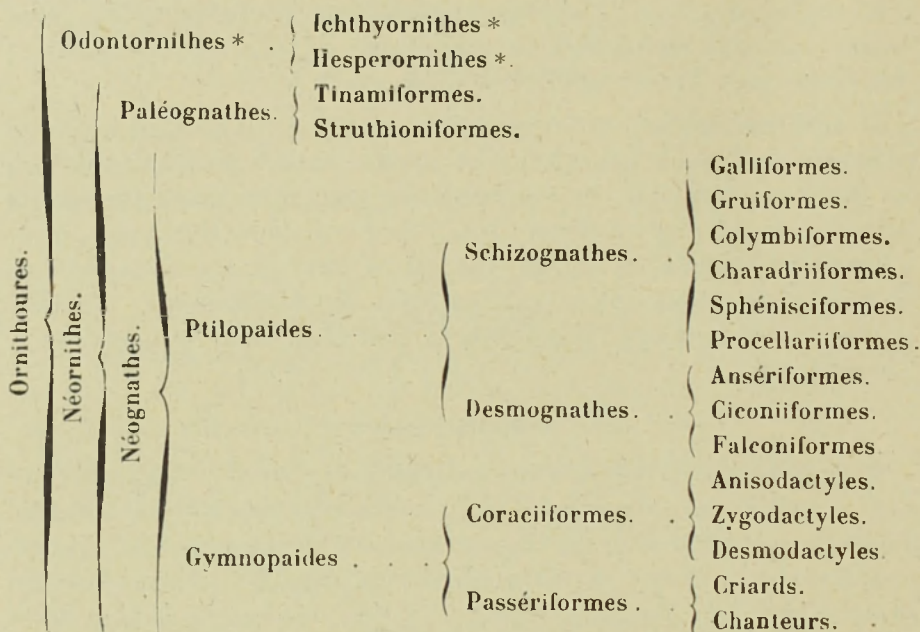 Odontornithes *. Ichthyornithes *
Hesperornithes *.
Paléognathes. Tinamiformes.
Struthioniformes.
Ornithoures.
Néornithes.
Néognathes.
Ptilopaides.
Schizognathes.
Galliformes.
Gruiformes.
Colymbiformes.
Charadriiformes.
Sphénisciformes.
Procellariiformes.
Desmognathes.
Ansériformes.
Ciconiiformes.
Falconiformes
Gymnopaides
Coraciiformes.
Anisodactyles.
Zygodactyles.
Desmodactyles
Passériformes.
Criards.
Chanteurs.